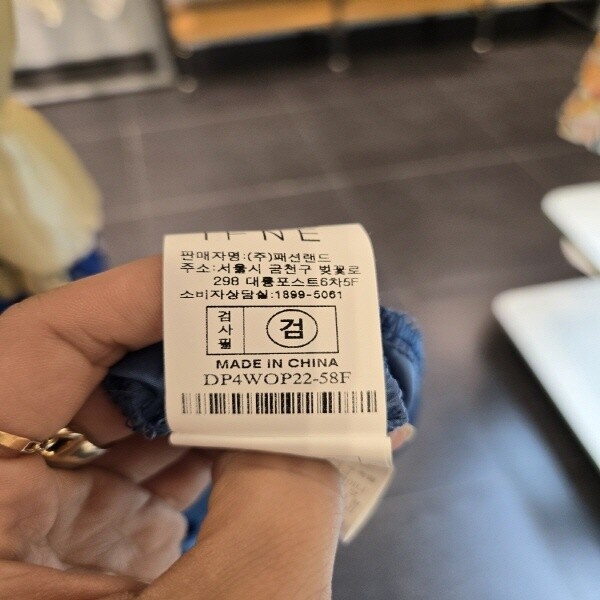 판매자명:(주)패션랜드
주소:서울시 금천구 벚꽃로
298 대륭포스트6차5F
소비자상담실:1899-5061
검사필
검
MADE IN CHINA
DP4WOP22-58F